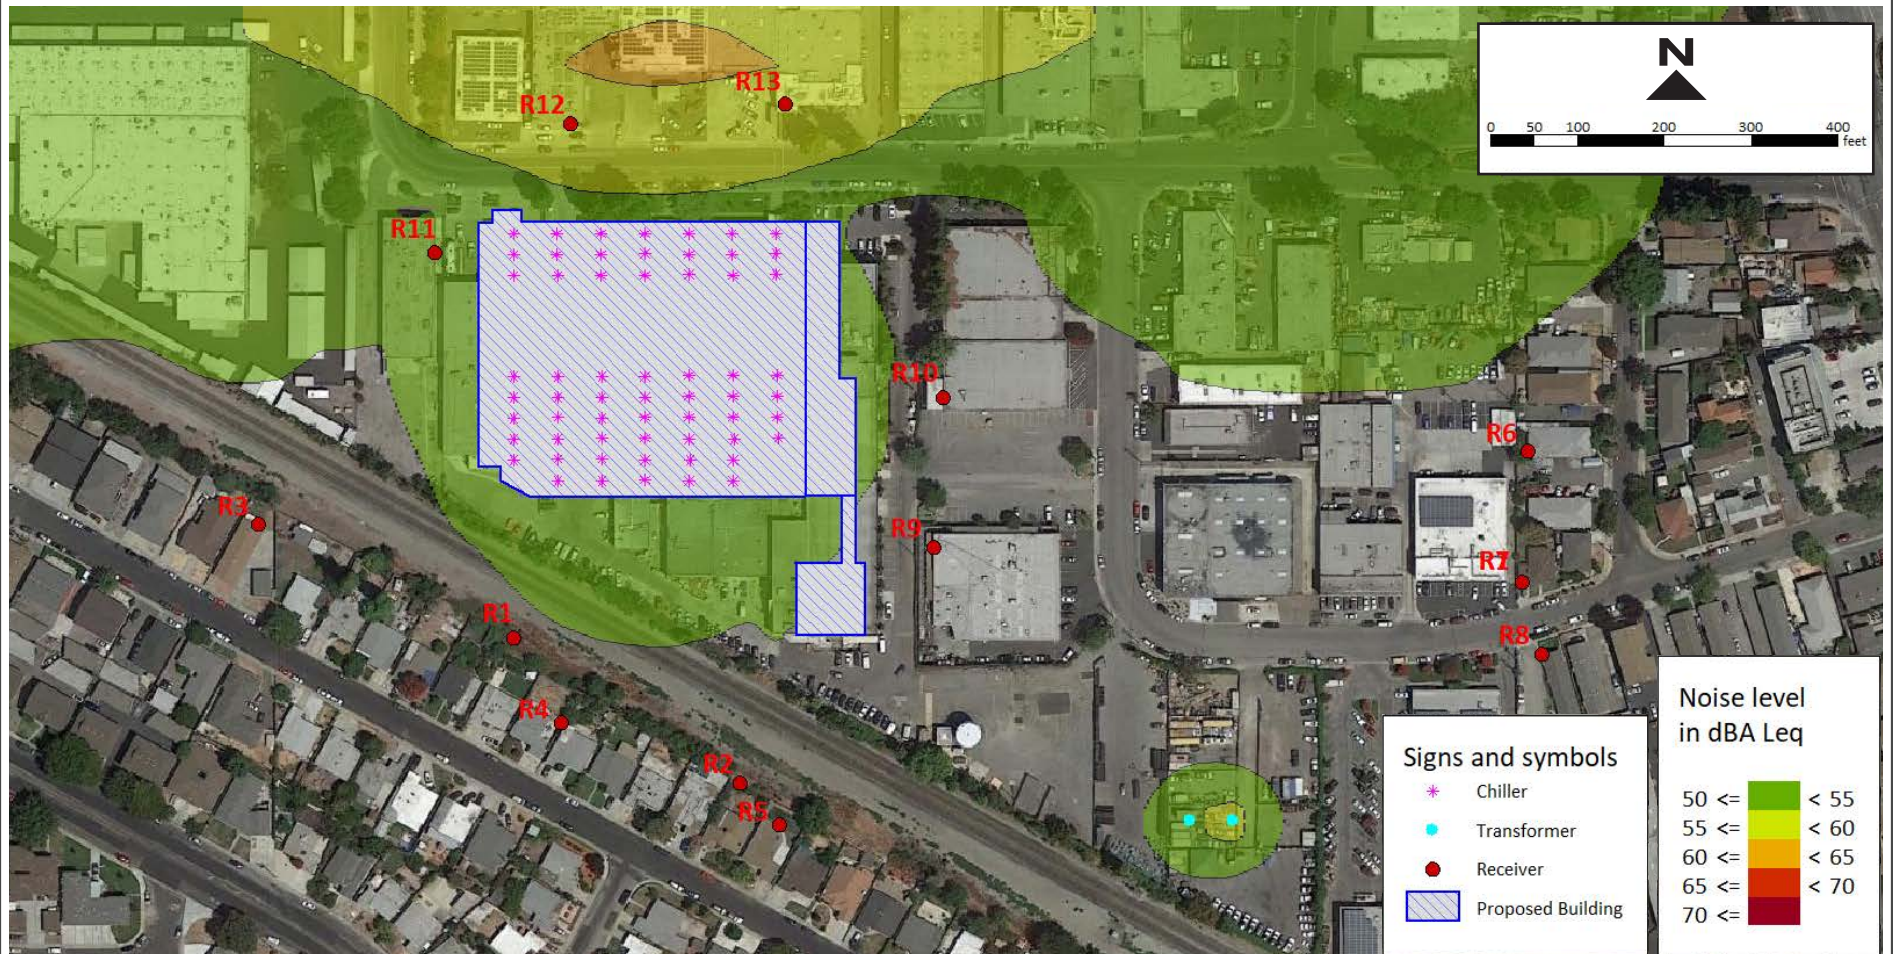 N
0 50 100 200 300 400
feet
R13
R12
R11
R10
R6
R3
R9
R7
R1
R8
R4
R2
R5
Signs and symbols
Chiller
Transformer
Receiver
Proposed Building
Noise level
in dBA Leq
50 <= < 55
55 <= < 60
60 <= < 65
65 <= < 70
70 <=